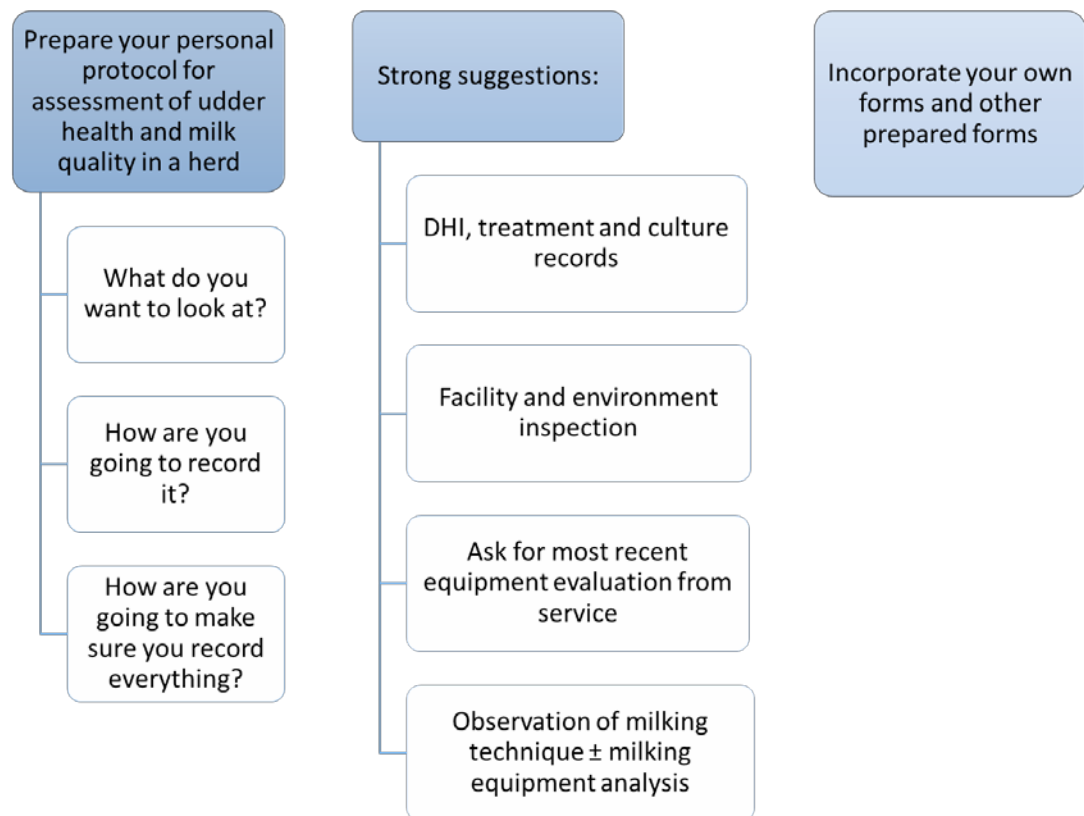 Prepare your personal
protocol for
assessment of udder
health and milk
quality in a herd
What do you
want to look at?
How are you
going to record
it?
How are you
going to make
sure you record
everything?
Strong suggestions:
DHI, treatment and culture
records
Facility and environment
inspection
Ask for most recent
equipment evaluation from
service
Observation of milking
technique ± milking
equipment analysis
Incorporate your own
forms and other
prepared forms